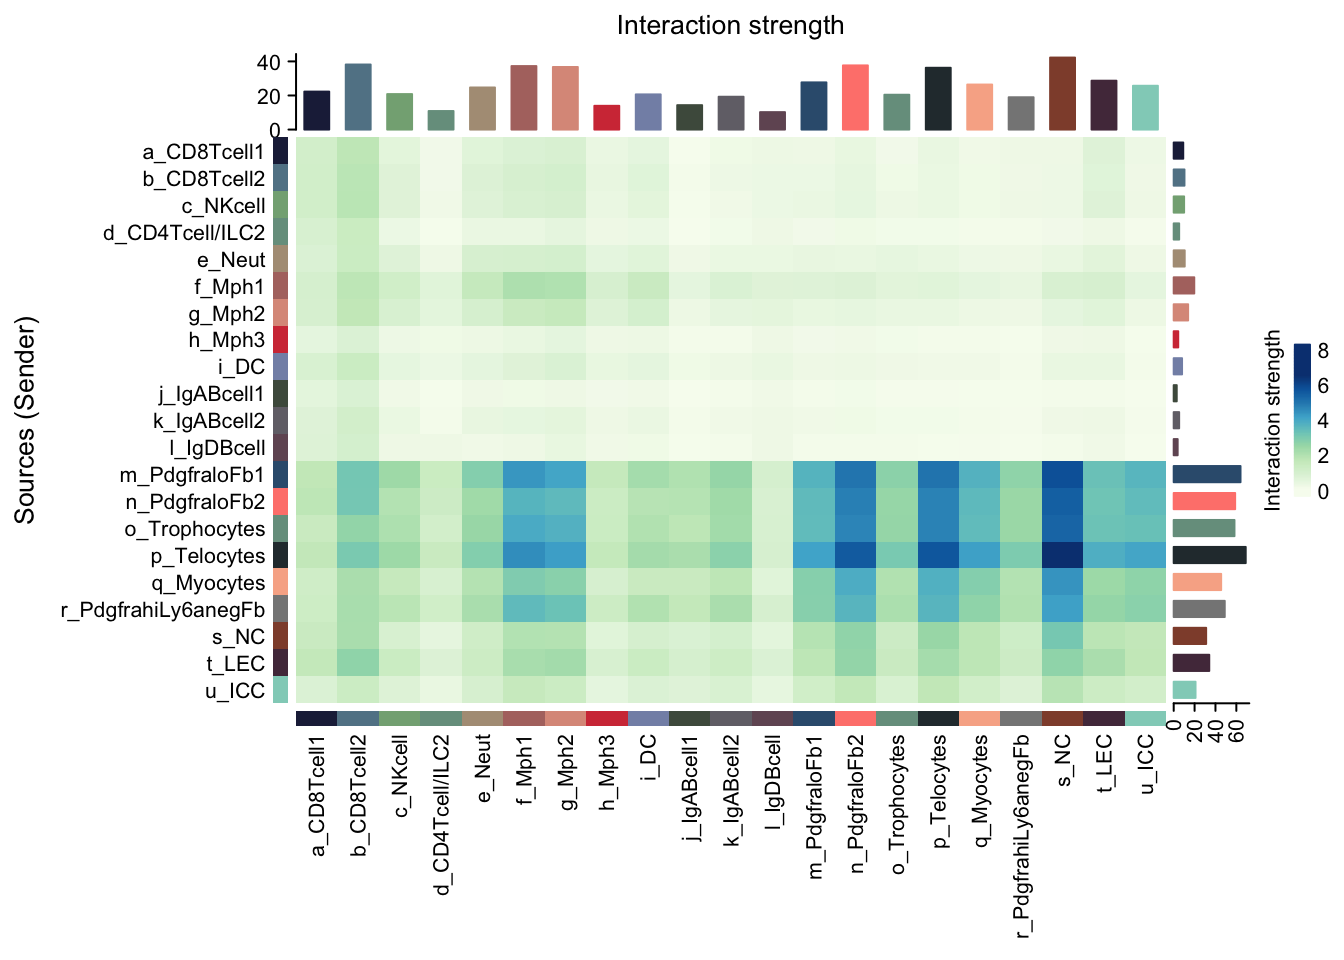 Interaction strength
40
20
0
a_CD8Tcell1
b_CD8Tcell2
c_NKcell
d_CD4Tcell/ILC2
e_Neut
f_Mph1
g_Mph2
h_Mph3
i_DC
j_IgABcell1
k_IgABcell2
l_IgDBcell
m_PdgfraloFb1
n_PdgfraloFb2
o_Trophocytes
p_Telocytes
q_Myocytes
r_PdgfrahiLy6anegFb
s_NC
t_LEC
u_ICC
Sources (Sender)
a_CD8Tcell1
b_CD8Tcell2
c_NKcell
d_CD4Tcell/ILC2
e_Neut
f_Mph1
g_Mph2
h_Mph3
i_DC
j_IgABcell1
k_IgABcell2
l_IgDBcell
m_PdgfraloFb1
n_PdgfraloFb2
o_Trophocytes
p_Telocytes
q_Myocytes
r_PdgfrahiLy6anegFb
s_NC
t_LEC
u_ICC
0
20
40
60
Interaction strength
8
6
4
2
0